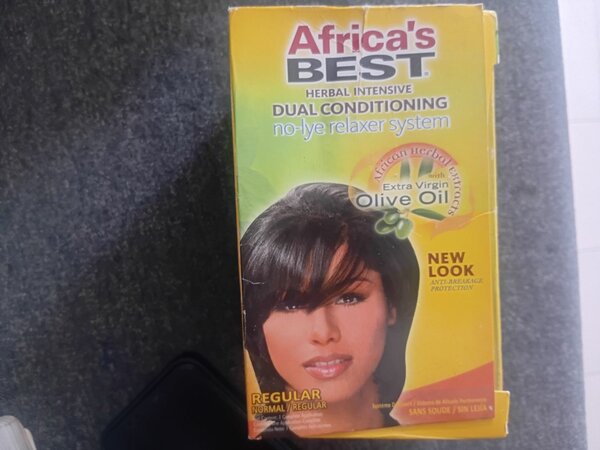 Africa's
BEST
HERBAL INTENSIVE
DUAL CONDITIONING
no-lye relaxer system
African Herbal Extracts
with
Extra Virgin
Olive Oil
NEW
LOOK
ANTI-BREAKAGE
PROTECTION
REGULAR
NORMAL / REGULAR
SANS SOUDE / SIN LEJIA